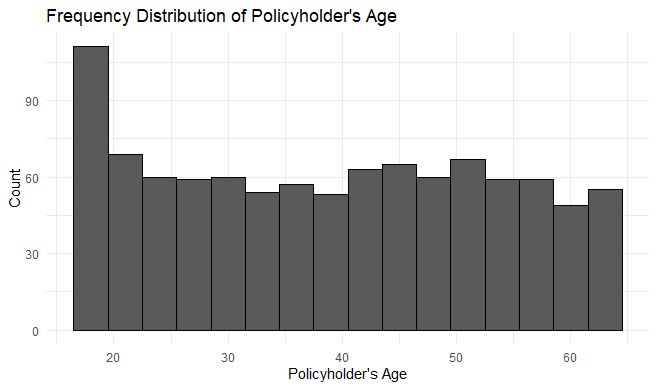 Frequency Distribution of Policyholder's Age
Count
90
60
30
0
20 30 40 50 60
Policyholder's Age